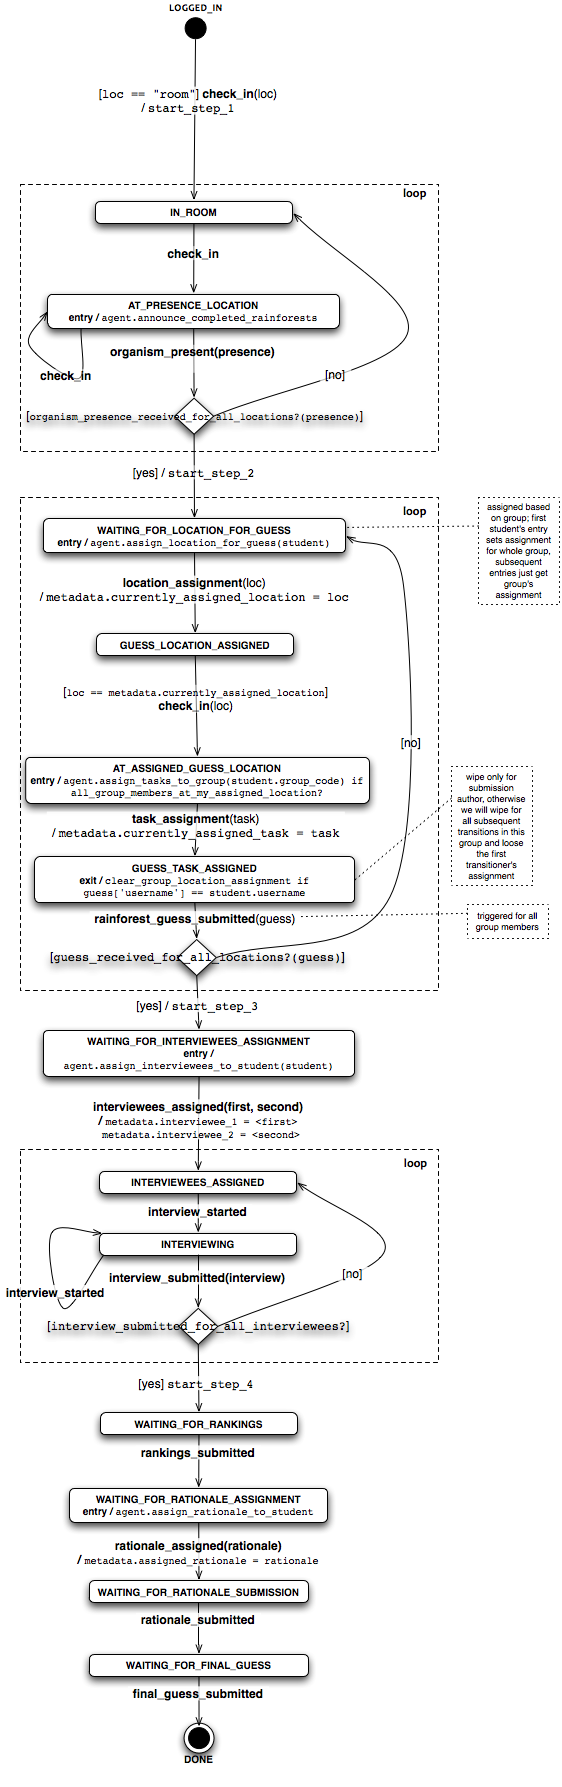 LOGGED_IN
[loc == "room"] check_in(loc)
/ start_step_1
loop
IN_ROOM
check_in
AT_PRESENCE_LOCATION
entry / agent.announce_completed_rainforests
organism_present(presence)
check_in
[no]
[organism_presence_received_for_all_locations?(presence)]
[yes] / start_step_2
loop
WAITING_FOR_LOCATION_FOR_GUESS
entry / agent.assign_location_for_guess(student)
assigned based
on group; first
student's entry
sets assignment
for whole group,
subsequent
entries just get
group's
assignment
location_assignment(loc)
/ metadata.currently_assigned_location = loc
GUESS_LOCATION_ASSIGNED
[loc == metadata.currently_assigned_location]
check_in(loc)
[no]
AT_ASSIGNED_GUESS_LOCATION
entry / agent.assign_tasks_to_group(student.group_code) if
all_group_members_at_my_assigned_location?
wipe only for
submission
author, otherwise
we will wipe for
all subsequent
transitions in this
group and loose
the first
transitioner's
assignment
task_assignment(task)
/ metadata.currently_assigned_task = task
GUESS_TASK_ASSIGNED
exit / clear_group_location_assignment if
guess['username'] == student.username
rainforest_guess_submitted(guess)
triggered for all
group members
[guess_received_for_all_locations?(guess)]
[yes] / start_step_3
WAITING_FOR_INTERVIEWEES_ASSIGNMENT
entry /
agent.assign_interviewees_to_student(student)
interviewees_assigned(first, second)
/ metadata.interviewee_1 = <first>
metadata.interviewee_2 = <second>
loop
INTERVIEWEES_ASSIGNED
interview_started
INTERVIEWING
interview_submitted(interview)
[no]
interview_started
[interview_submitted_for_all_interviewees?]
[yes] start_step_4
WAITING_FOR_RANKINGS
rankings_submitted
WAITING_FOR_RATIONALE_ASSIGNMENT
entry / agent.assign_rationale_to_student
rationale_assigned(rationale)
/ metadata.assigned_rationale = rationale
WAITING_FOR_RATIONALE_SUBMISSION
rationale_submitted
WAITING_FOR_FINAL_GUESS
final_guess_submitted
DONE